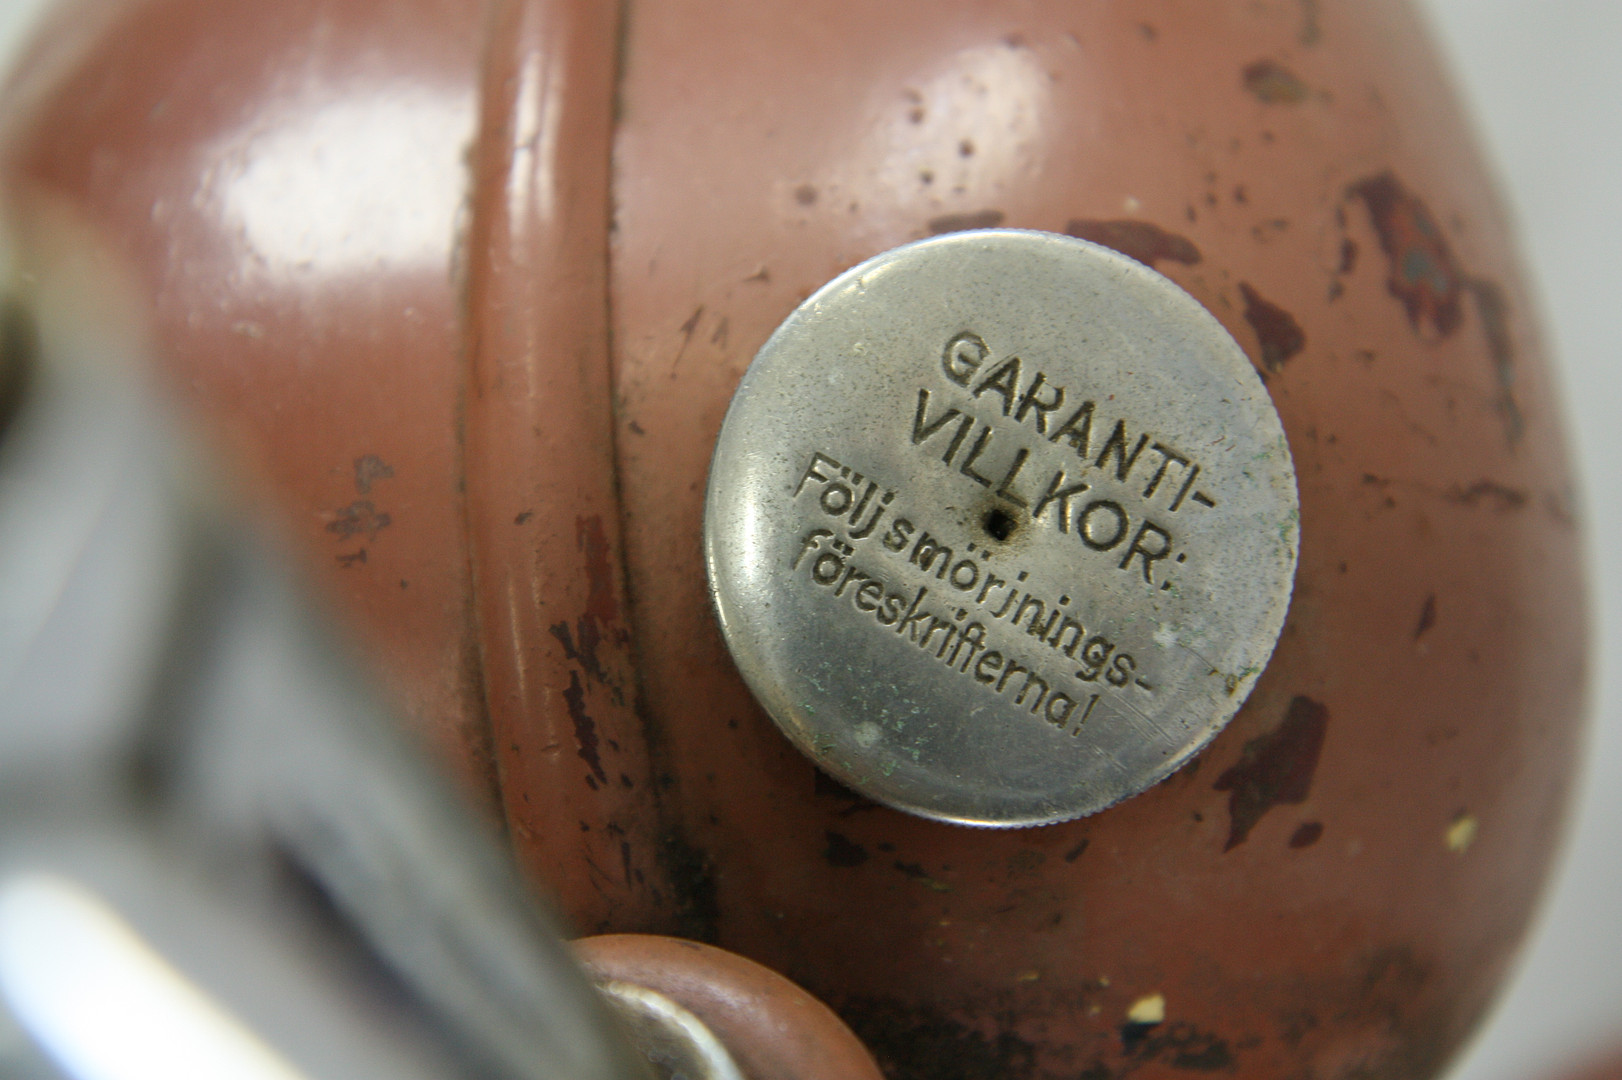 GARANTI-
VILLKOR:
Följ smörjnings-
föreskrifterna!